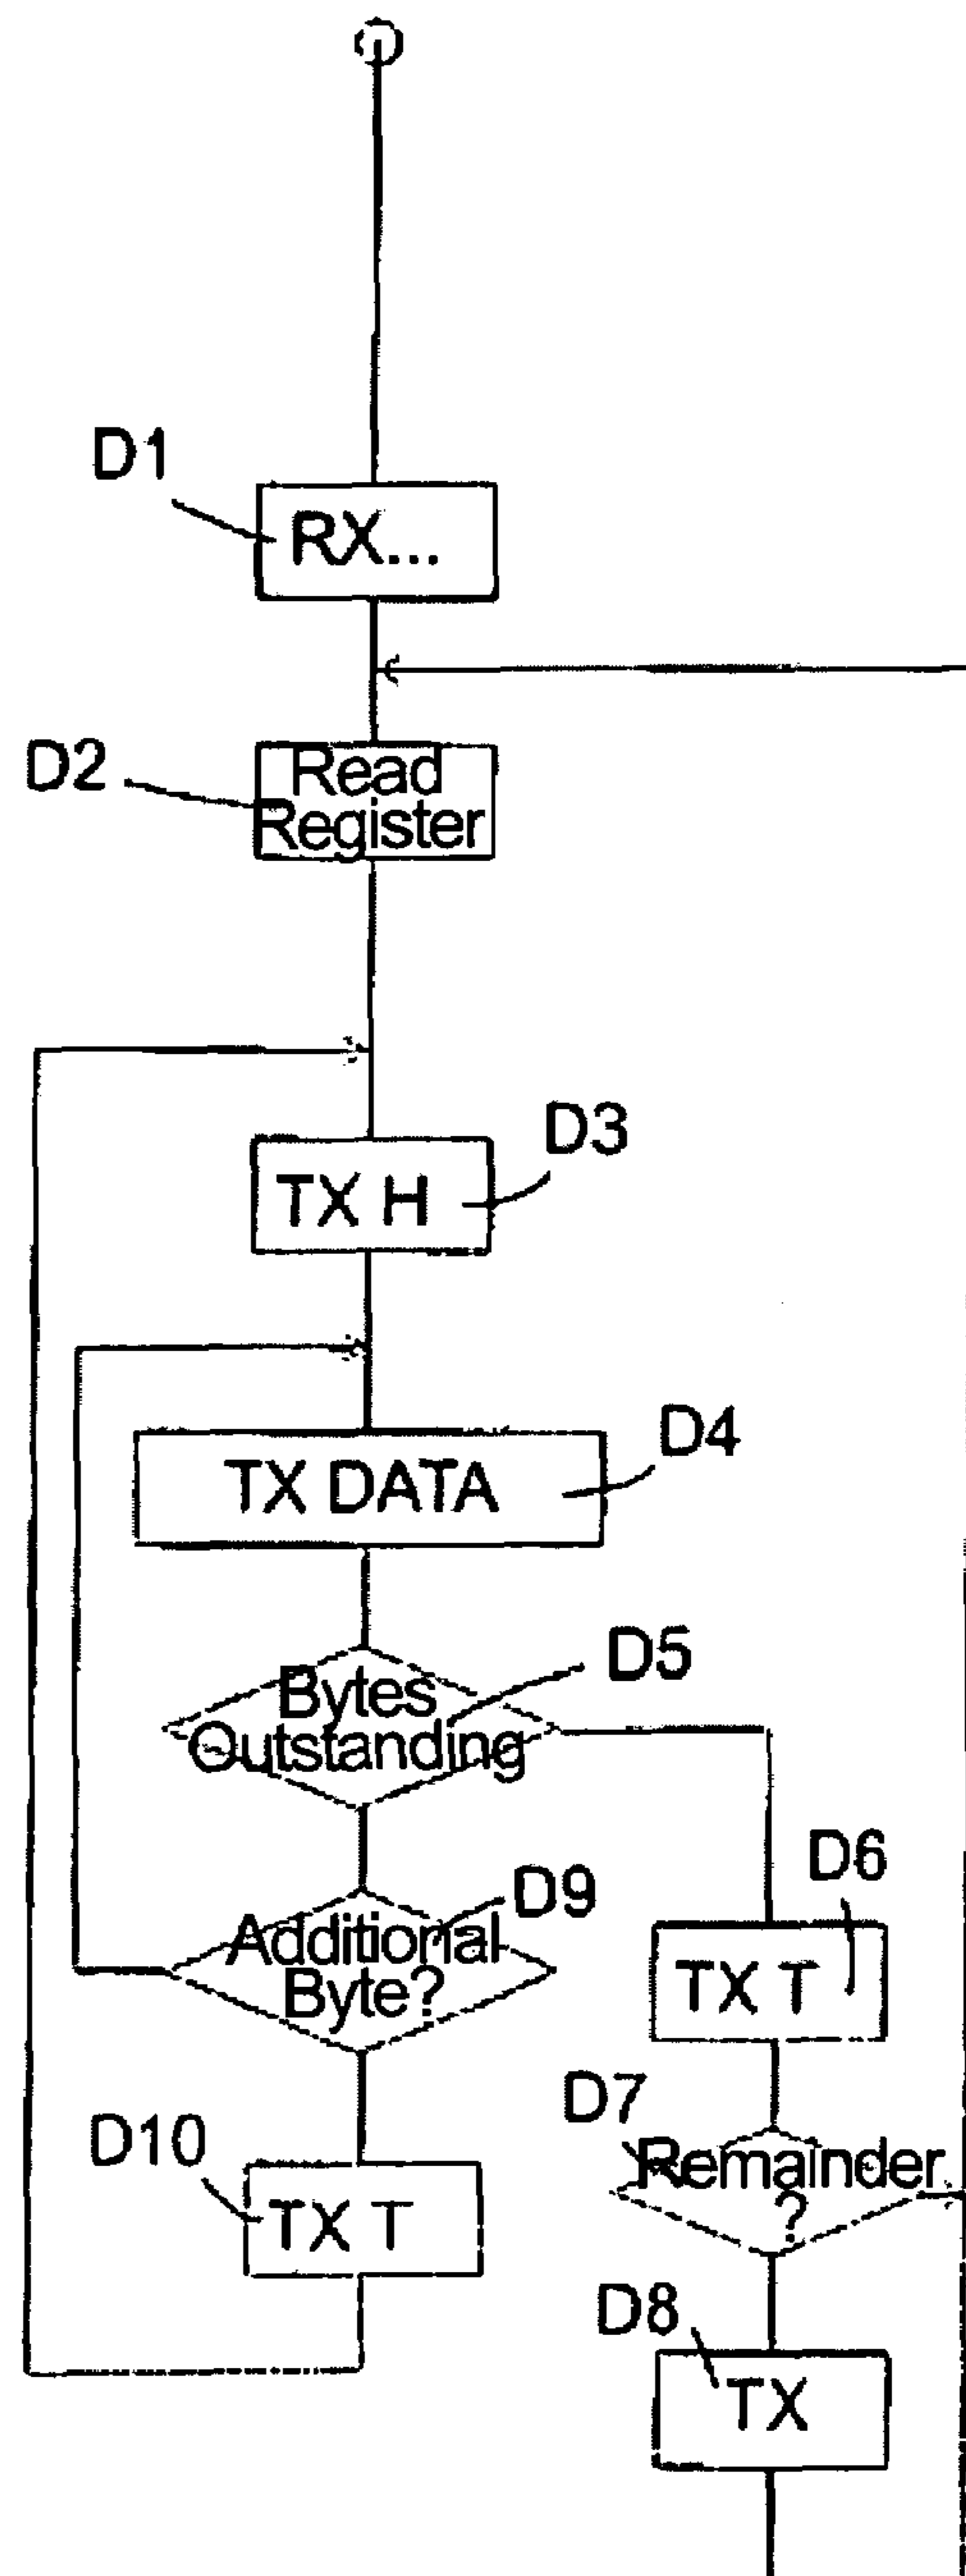 D1
RX...
D2
Read
Register
D3
TX H
D4
TX DATA
D5
Bytes
Outstanding
D6
TX T
D9
Additional
Byte?
D7
Remainder
?
D10
TX T
D8
TX